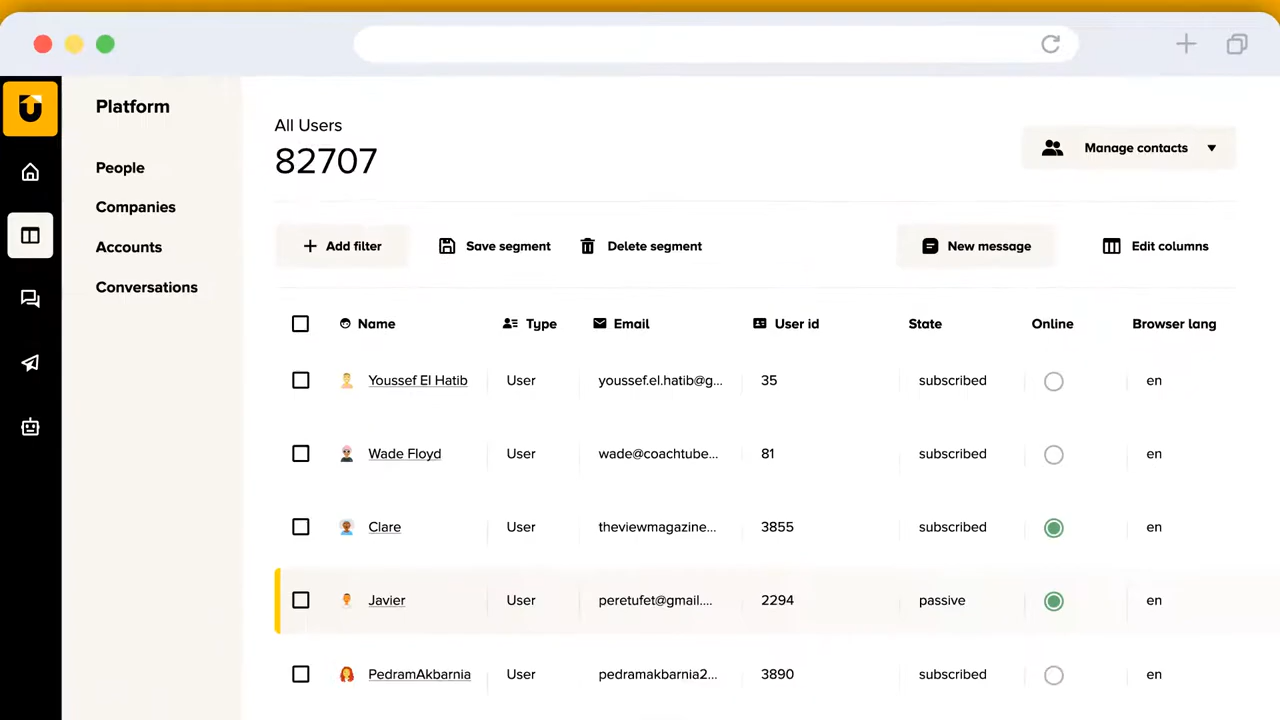 Platform
People
Companies
Accounts
Conversations
All Users
82707
Manage contacts
Add filter
Save segment
Delete segment
New message
Edit columns
Name Type Email User id State Online Browser lang
Youssef El Hatib User youssef.el.hatib@g... 35 subscribed en
Wade Floyd User wade@coachtube... 81 subscribed en
Clare User theviewmagazine... 3855 subscribed en
Javier User peretufet@gmail.... 2294 passive en
PedramAkbarnia User pedramakbarnia2... 3890 subscribed en